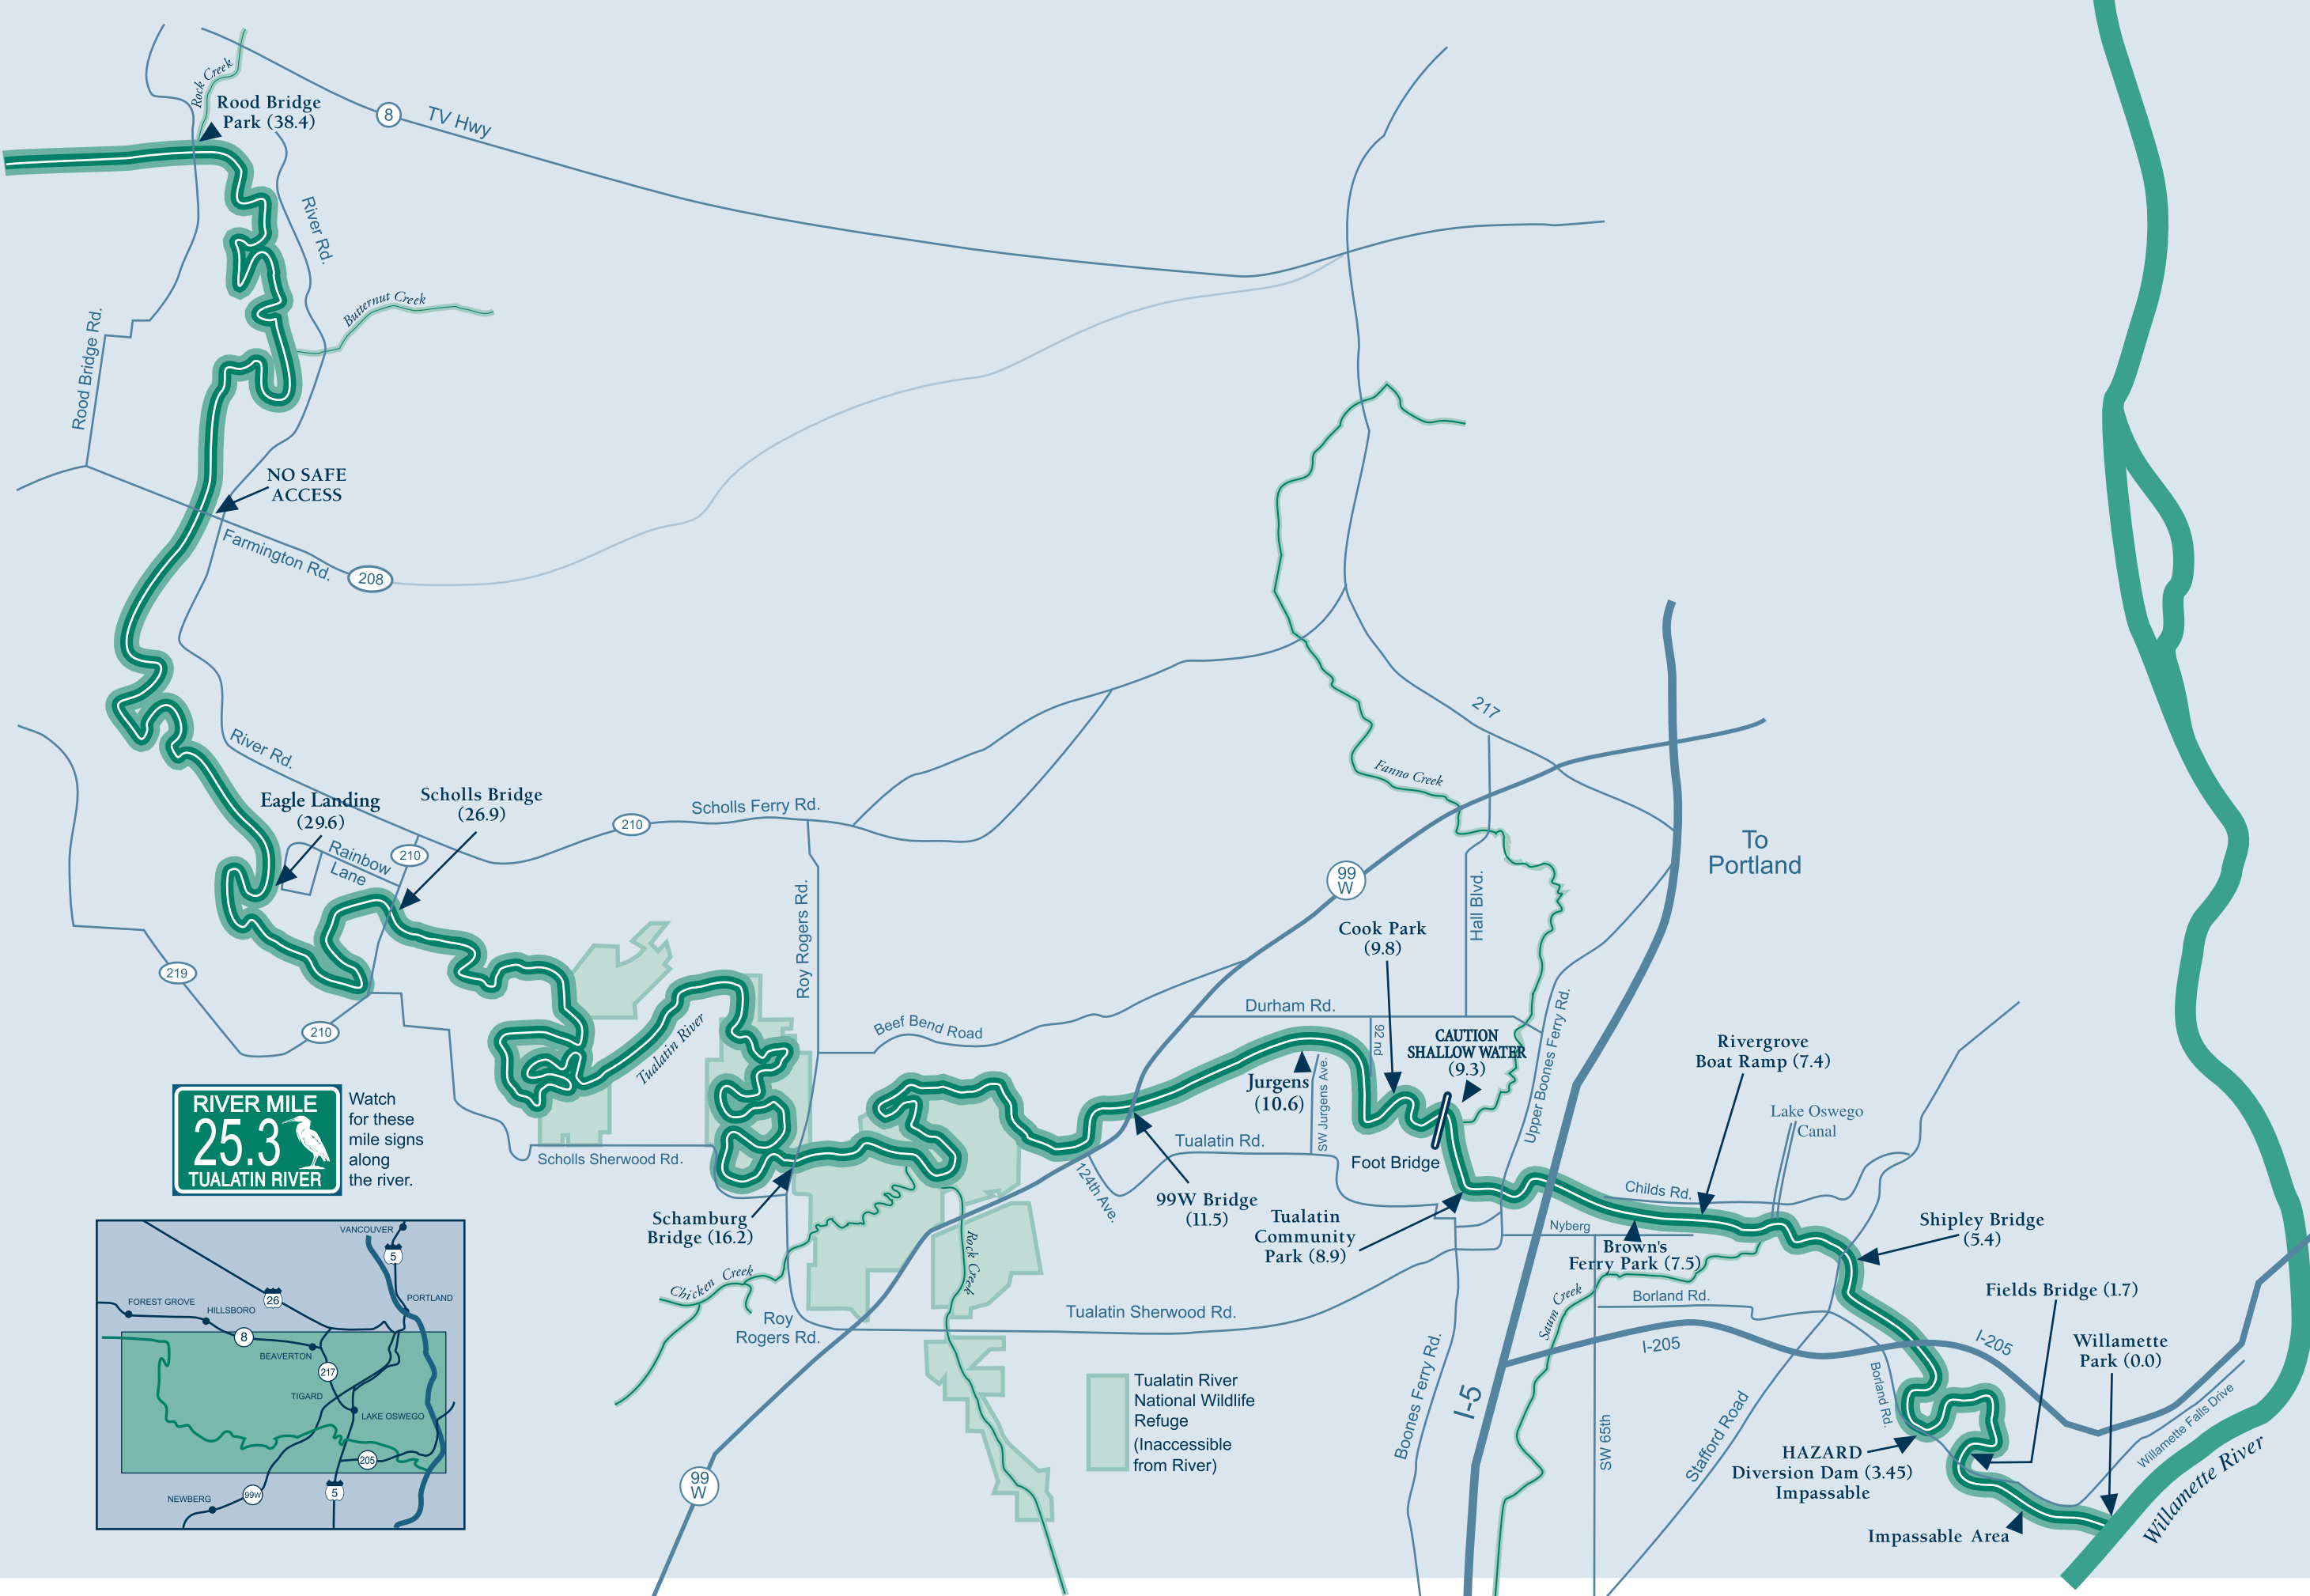 Rock Creek
Rood Bridge
Park (38.4)
8
TV Hwy
River Rd.
Butternut Creek
Rood Bridge Rd.
NO SAFE
ACCESS
Farmington Rd.
208
217
River Rd.
Fanno Creek
Eagle Landing
(29.6)
Scholls Bridge
(26.9)
Scholls Ferry Rd.
210
210
Rainbow
Lane
To
Portland
99
W
Roy Rogers Rd.
Hall Blvd.
Cook Park
(9.8)
219
210
Tualatin River
Beef Bend Road
Durham Rd.
92 nd
CAUTION
SHALLOW WATER
(9.3)
Upper Boones Ferry Rd.
Rivergrove
Boat Ramp (7.4)
Jurgens
(10.6)
SW Jurgens Ave.
Lake Oswego
Canal
RIVER MILE
25.3
TUALATIN RIVER
Watch
for these
mile signs
along
the river.
Scholls Sherwood Rd.
Tualatin Rd.
Foot Bridge
124th Ave.
99W Bridge
(11.5)
Childs Rd.
Schamburg
Bridge (16.2)
Tualatin
Community
Park (8.9)
Nyberg
Brown's
Ferry Park (7.5)
Shipley Bridge
(5.4)
Rock Creek
Chicken Creek
Saum Creek
Borland Rd.
Fields Bridge (1.7)
Roy
Rogers Rd.
Tualatin Sherwood Rd.
I-205
I-205
Willamette
Park (0.0)
VANCOUVER
5
FOREST GROVE
HILLSBORO
26
PORTLAND
8
BEAVERTON
217
TIGARD
LAKE OSWEGO
205
5
99W
NEWBERG
Tualatin River
National Wildlife
Refuge
(Inaccessible
from River)
Boones Ferry Rd.
I-5
SW 65th
Stafford Road
Borland Rd.
Willamette Falls Drive
HAZARD
Diversion Dam (3.45)
Impassable
99
W
Impassable Area
Willamette River